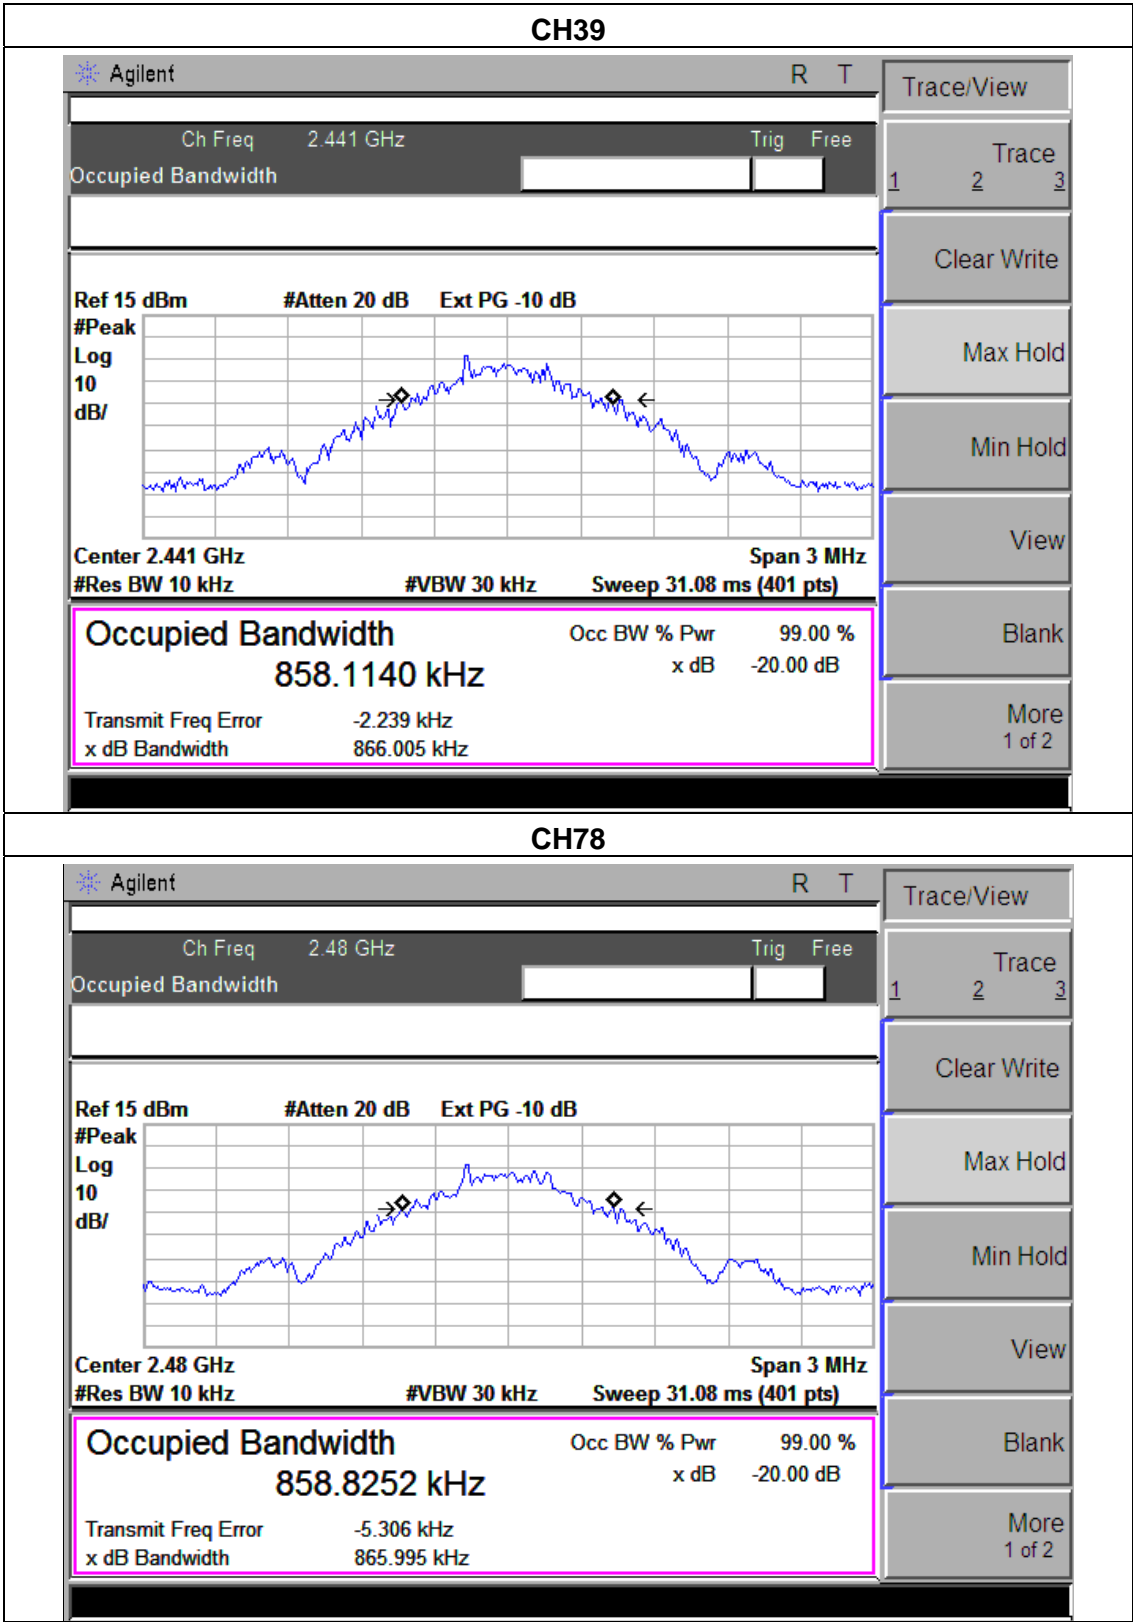 CH39
Agilent R T
Trace/View
Ch Freq 2.441 GHz Trig Free
Occupied Bandwidth
Trace
1 2 3
Clear Write
Ref 15 dBm #Atten 20 dB Ext PG -10 dB
#Peak
Log
10
dB/
Max Hold
Min Hold
View
Center 2.441 GHz Span 3 MHz
#Res BW 10 kHz #VBW 30 kHz Sweep 31.08 ms (401 pts)
Occupied Bandwidth Occ BW % Pwr 99.00 %
858.1140 kHz x dB -20.00 dB
Blank
Transmit Freq Error -2.239 kHz
x dB Bandwidth 866.005 kHz
More
1 of 2
CH78
Agilent R T
Trace/View
Ch Freq 2.48 GHz Trig Free
Occupied Bandwidth
Trace
1 2 3
Clear Write
Ref 15 dBm #Atten 20 dB Ext PG -10 dB
#Peak
Log
10
dB/
Max Hold
Min Hold
View
Center 2.48 GHz Span 3 MHz
#Res BW 10 kHz #VBW 30 kHz Sweep 31.08 ms (401 pts)
Occupied Bandwidth Occ BW % Pwr 99.00 %
858.8252 kHz x dB -20.00 dB
Blank
Transmit Freq Error -5.306 kHz
x dB Bandwidth 865.995 kHz
More
1 of 2